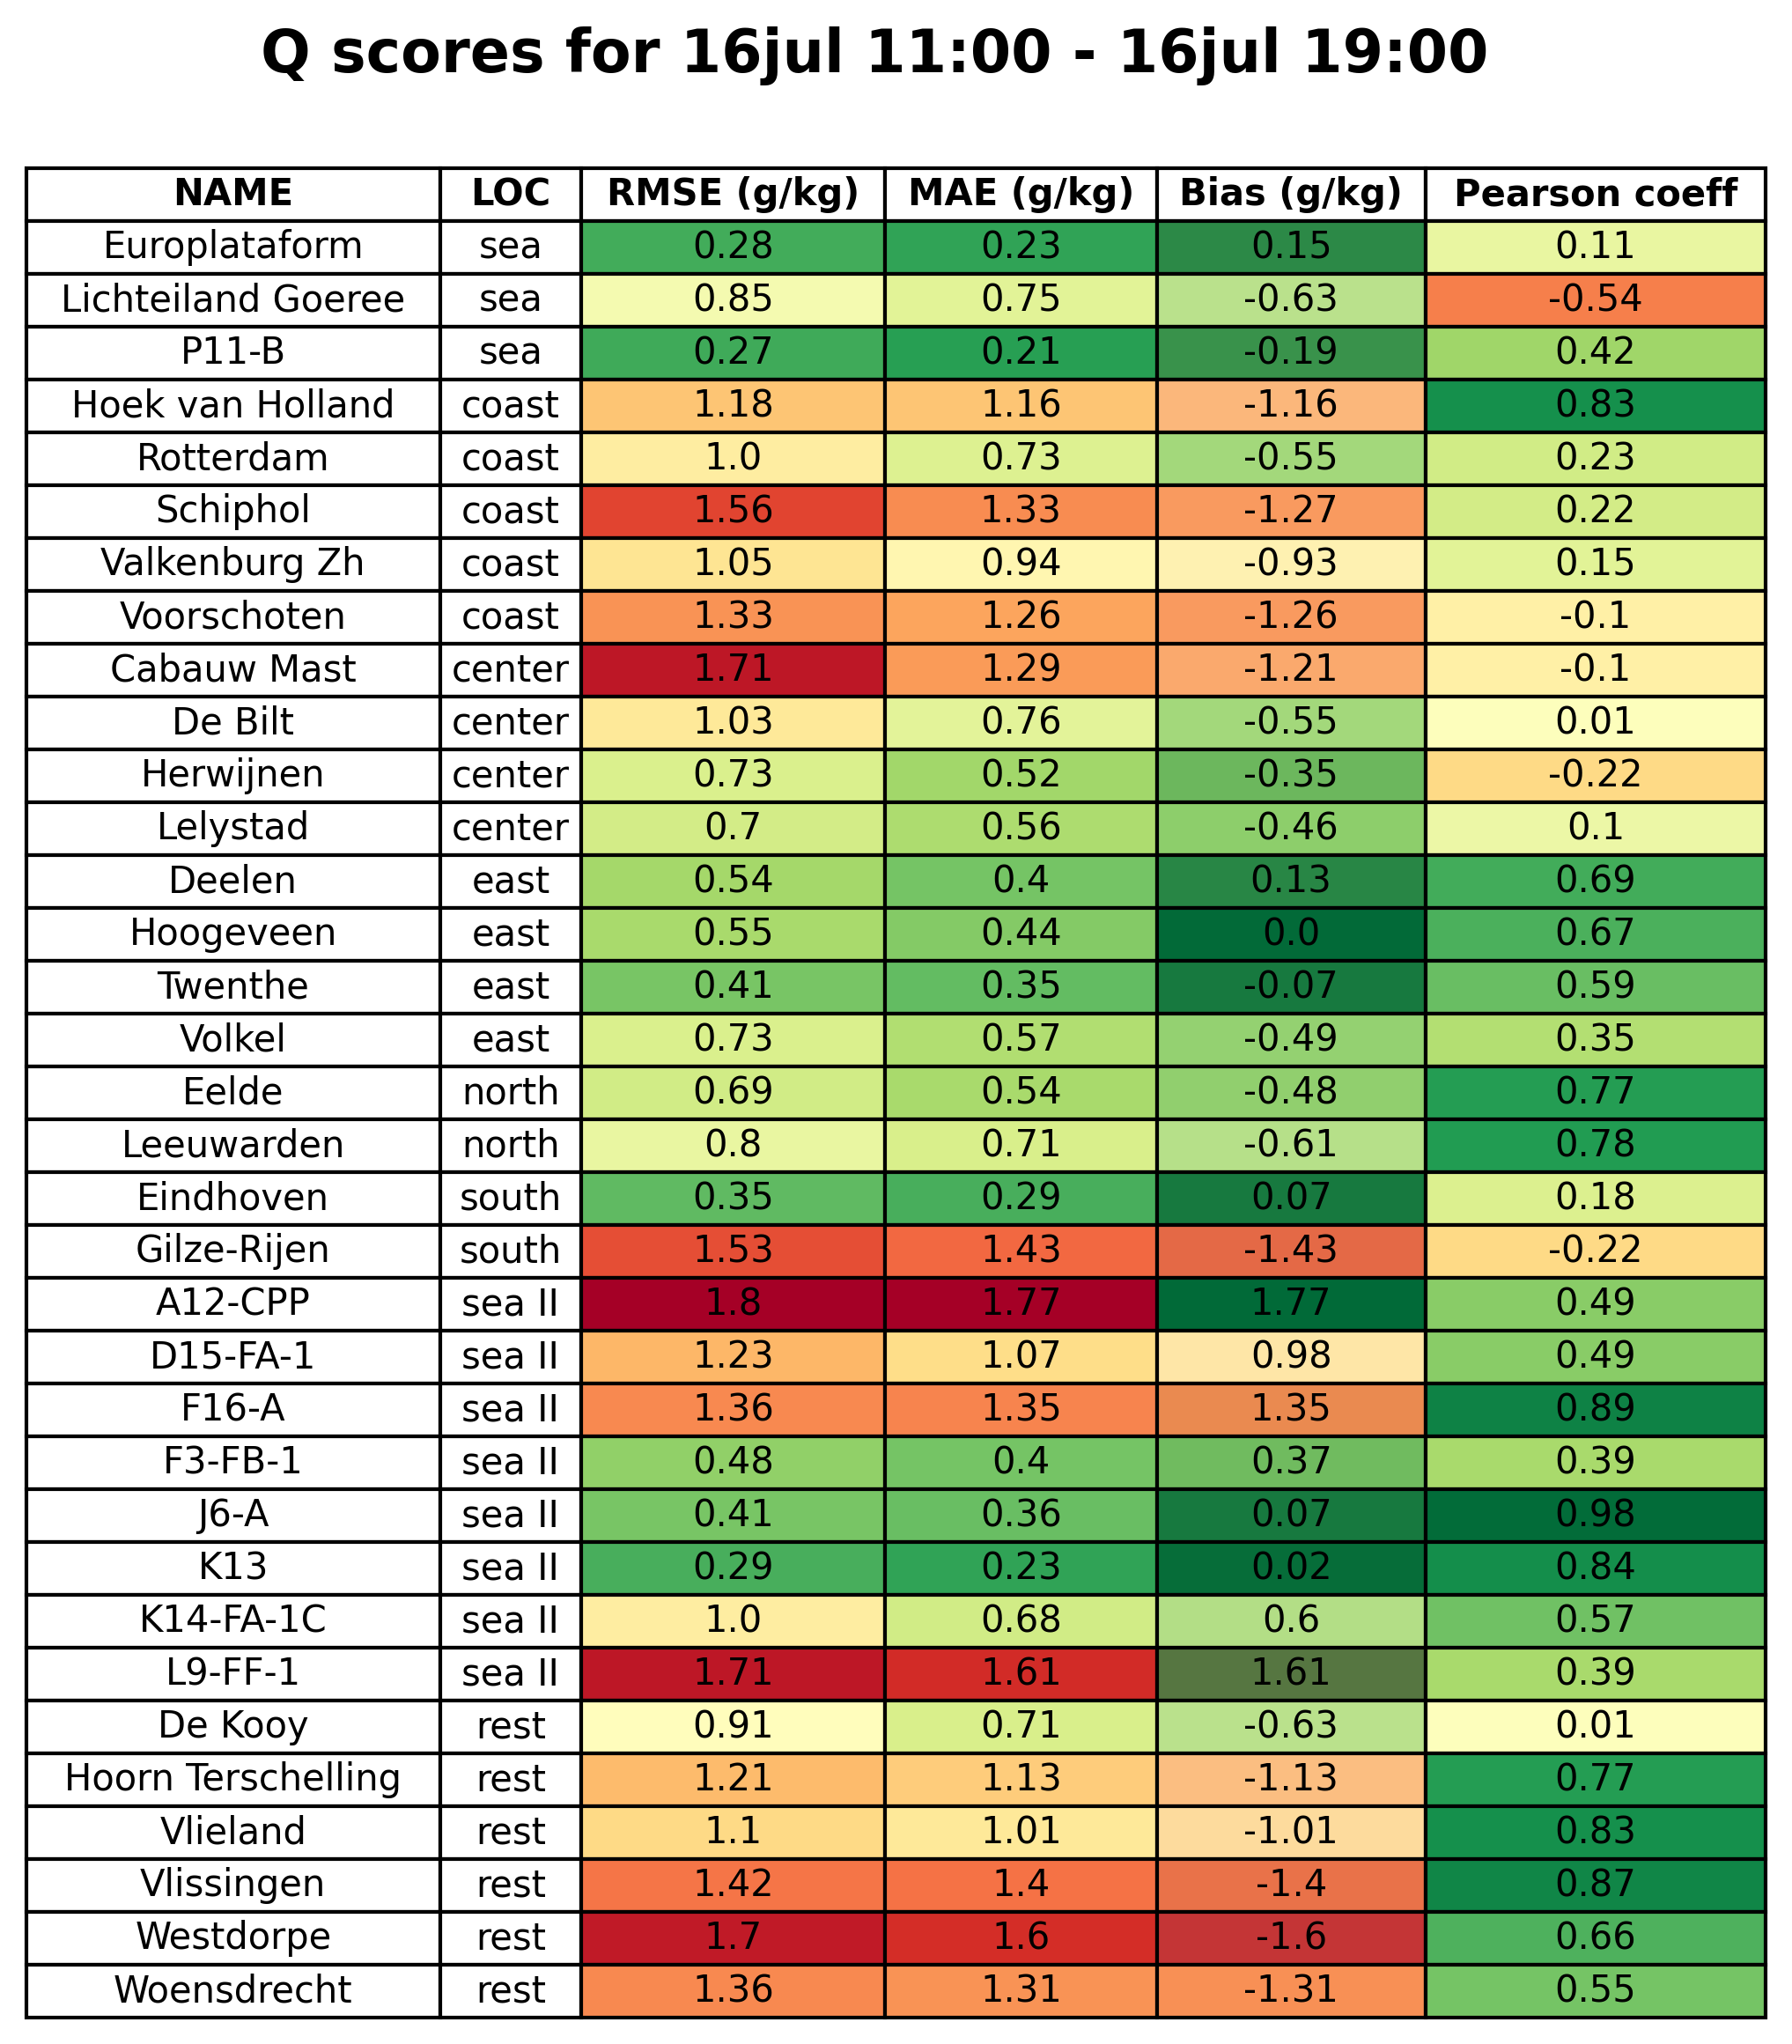 Q scores for 16jul 11:00 - 16jul 19:00
NAME LOC RMSE (g/kg) MAE (g/kg) Bias (g/kg) Pearson coeff
Europlataform sea 0.28 0.23 0.15 0.11
Lichteiland Goeree sea 0.85 0.75 -0.63 -0.54
P11-B sea 0.27 0.21 -0.19 0.42
Hoek van Holland coast 1.18 1.16 -1.16 0.83
Rotterdam coast 1.0 0.73 -0.55 0.23
Schiphol coast 1.56 1.33 -1.27 0.22
Valkenburg Zh coast 1.05 0.94 -0.93 0.15
Voorschoten coast 1.33 1.26 -1.26 -0.1
Cabauw Mast center 1.71 1.29 -1.21 -0.1
De Bilt center 1.03 0.76 -0.55 0.01
Herwijnen center 0.73 0.52 -0.35 -0.22
Lelystad center 0.7 0.56 -0.46 0.1
Deelen east 0.54 0.4 0.13 0.69
Hoogeveen east 0.55 0.44 0.0 0.67
Twenthe east 0.41 0.35 -0.07 0.59
Volkel east 0.73 0.57 -0.49 0.35
Eelde north 0.69 0.54 -0.48 0.77
Leeuwarden north 0.8 0.71 -0.61 0.78
Eindhoven south 0.35 0.29 0.07 0.18
Gilze-Rijen south 1.53 1.43 -1.43 -0.22
A12-CPP sea II 1.8 1.77 1.77 0.49
D15-FA-1 sea II 1.23 1.07 0.98 0.49
F16-A sea II 1.36 1.35 1.35 0.89
F3-FB-1 sea II 0.48 0.4 0.37 0.39
J6-A sea II 0.41 0.36 0.07 0.98
K13 sea II 0.29 0.23 0.02 0.84
K14-FA-1C sea II 1.0 0.68 0.6 0.57
L9-FF-1 sea II 1.71 1.61 1.61 0.39
De Kooy rest 0.91 0.71 -0.63 0.01
Hoorn Terschelling rest 1.21 1.13 -1.13 0.77
Vlieland rest 1.1 1.01 -1.01 0.83
Vlissingen rest 1.42 1.4 -1.4 0.87
Westdorpe rest 1.7 1.6 -1.6 0.66
Woensdrecht rest 1.36 1.31 -1.31 0.55